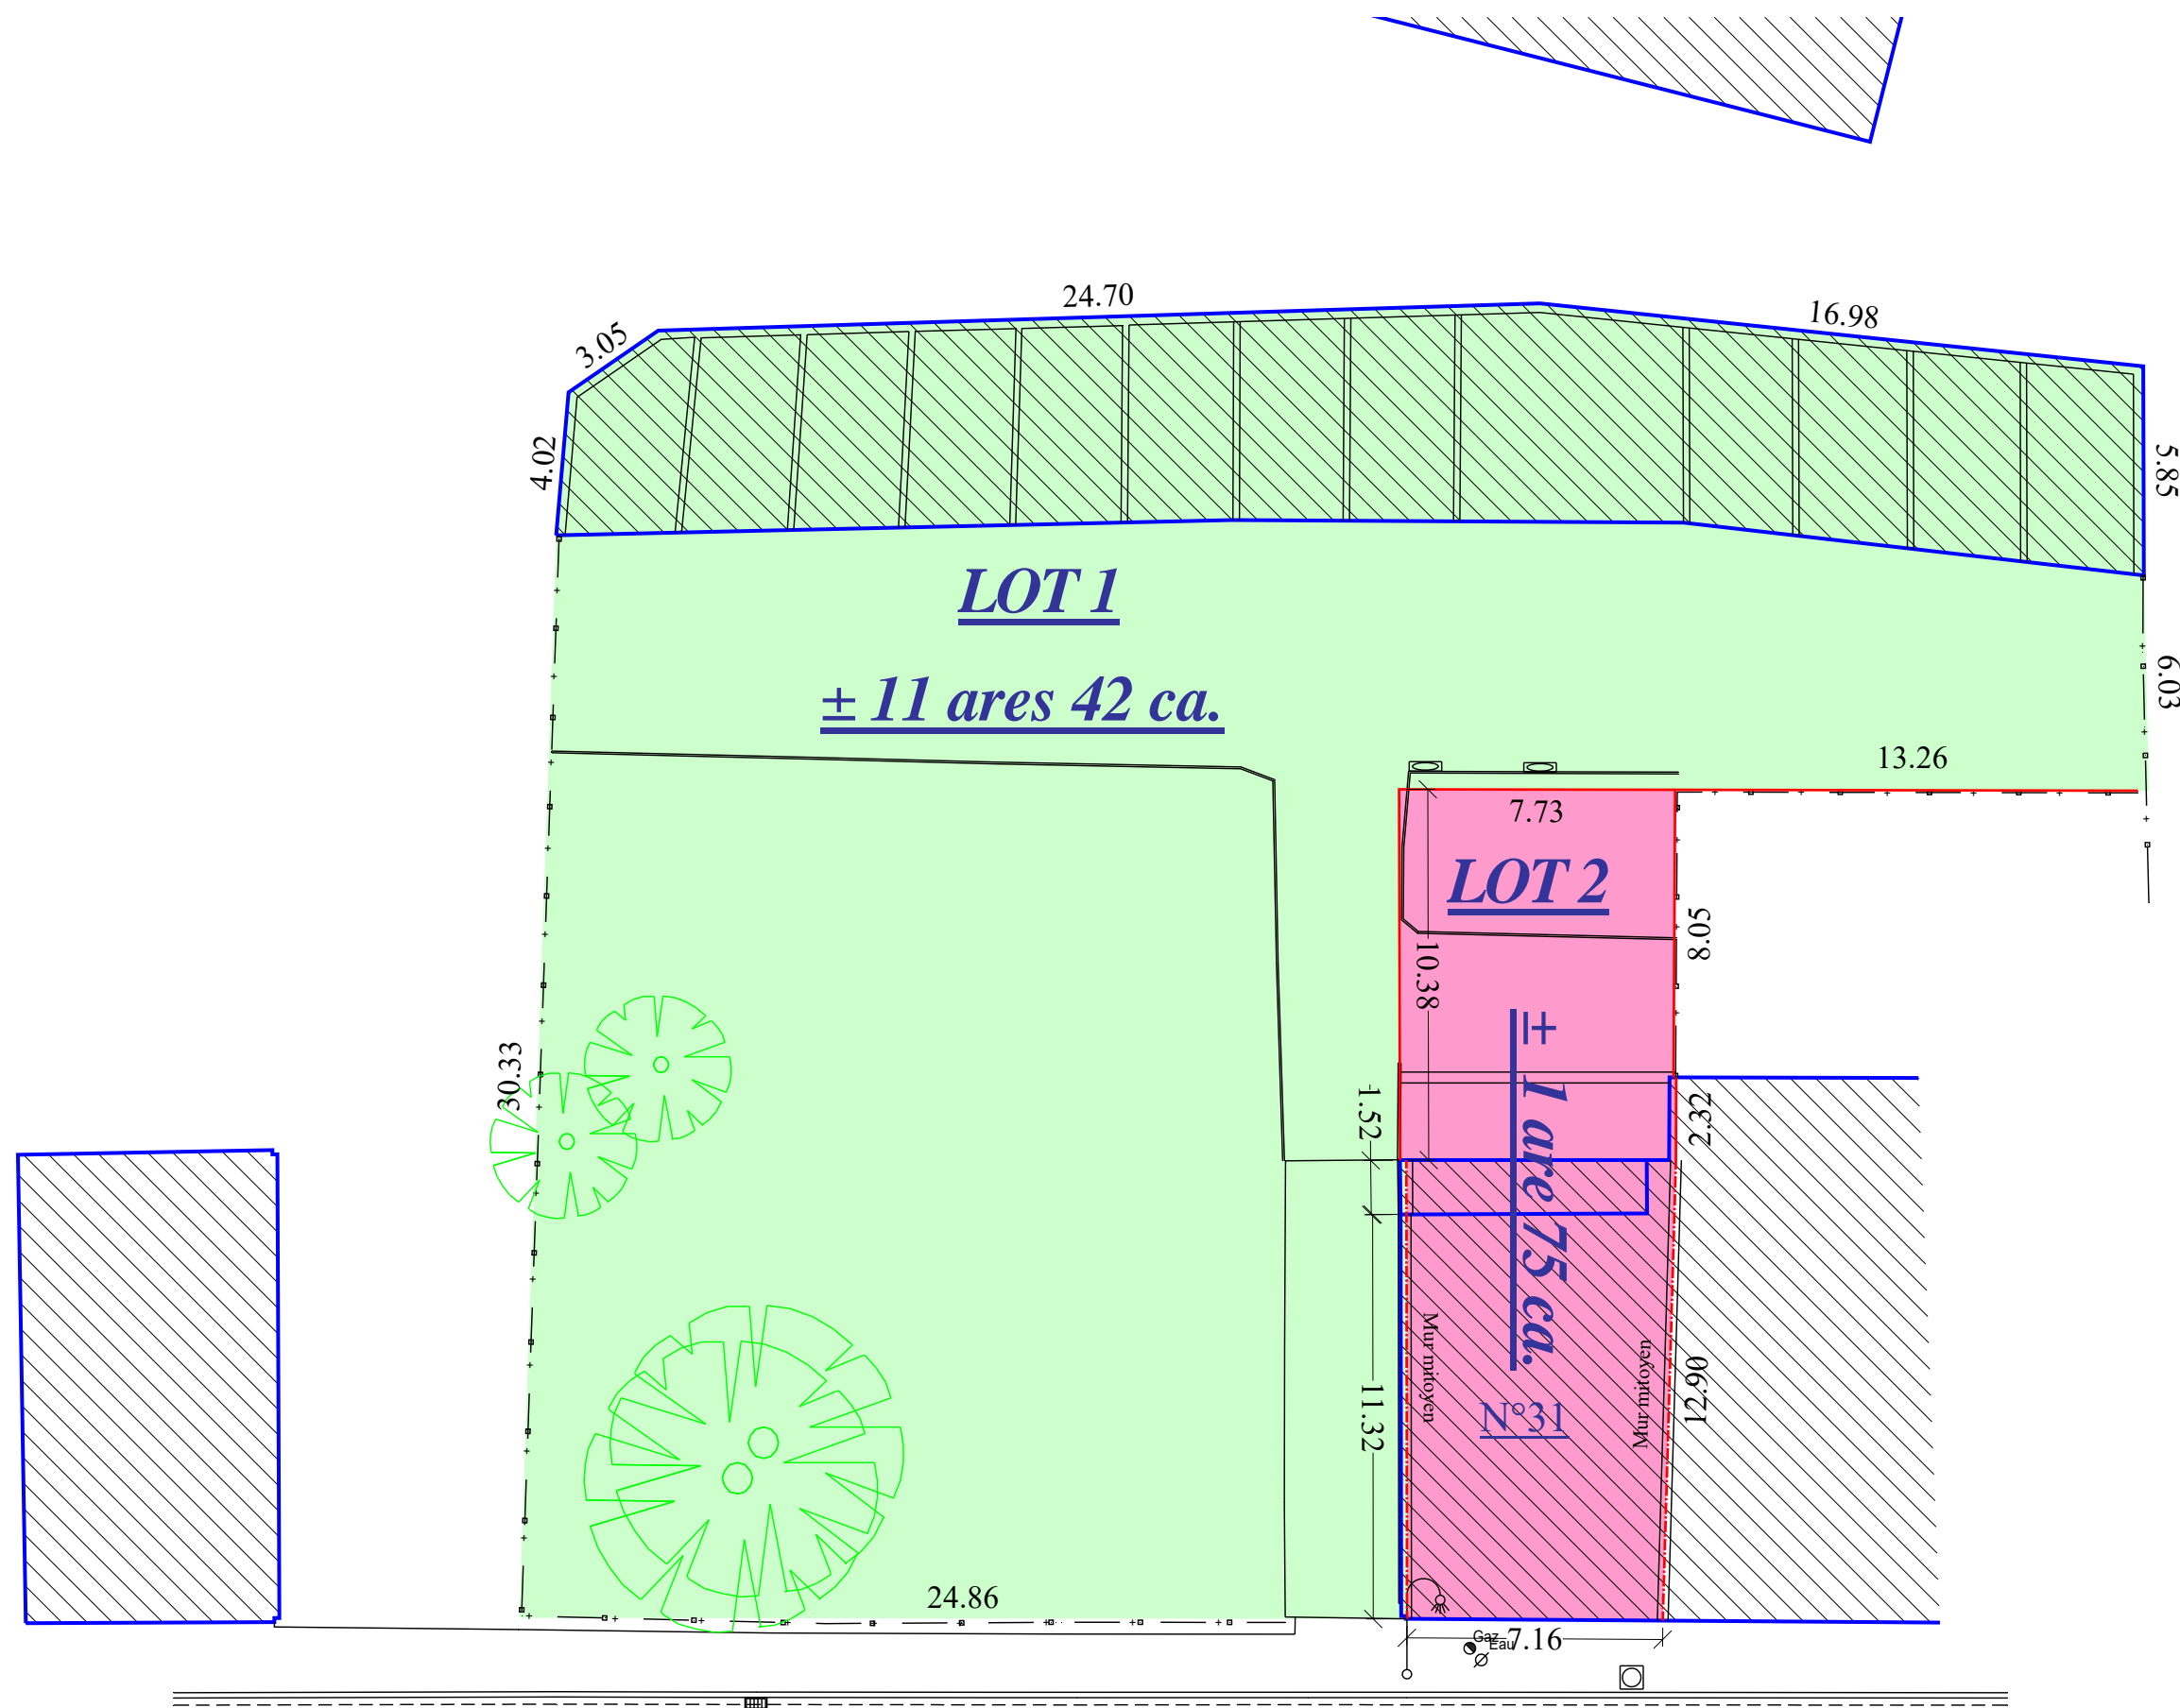 24.70
16.98
3.05
4.02
5.85
LOT 1
6.03
± 11 ares 42 ca.
13.26
7.73
LOT 2
8.05
10.38
30.33
1.52
2.32
± 1 are 75 ca.
Mur mitoyen
Mur mitoyen
12.90
11.32
N°31
24.86
Gaz
Eau
7.16